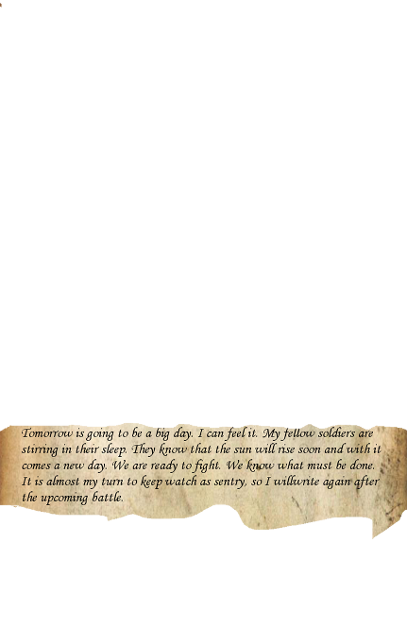 Tomorrow is going to be a big day. I can feel it. My fellow soldiers are
stirring in their sleep. They know that the sun will rise soon and with it
comes a new day. We are ready to fight. We know what must be done.
It is almost my turn to keep watch as sentry, so I willwrite again after
the upcoming battle.